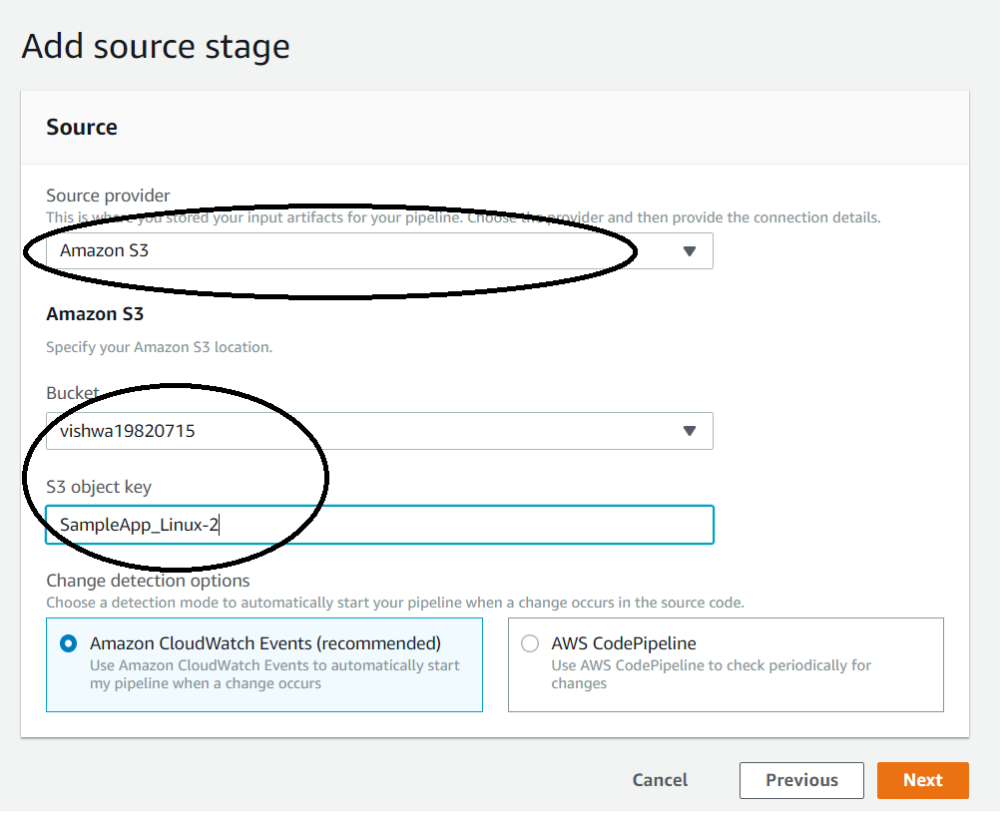 Add source stage
Source
Source provider
This is where you stored your input artifacts for your pipeline. Choose the provider and then provide the connection details.
Amazon S3
Amazon S3
Specify your Amazon S3 location.
Bucket
vishwa19820715
S3 object key
SampleApp_Linux-2
Change detection options
Choose a detection mode to automatically start your pipeline when a change occurs in the source code.
Amazon CloudWatch Events (recommended)
Use Amazon CloudWatch Events to automatically start
my pipeline when a change occurs
AWS CodePipeline
Use AWS CodePipeline to check periodically for
changes
Cancel
Previous
Next